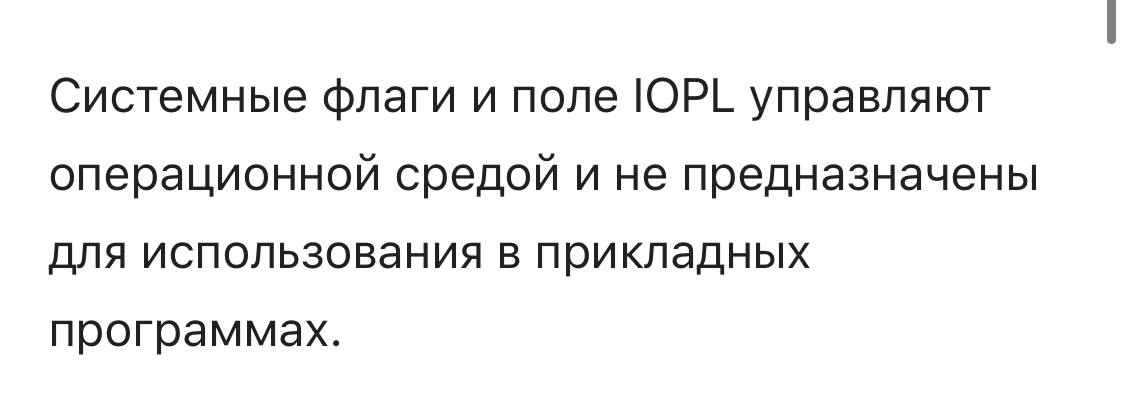 Системные флаги и поле IOPL управляют
операционной средой и не предназначены
для использования в прикладных
программах.